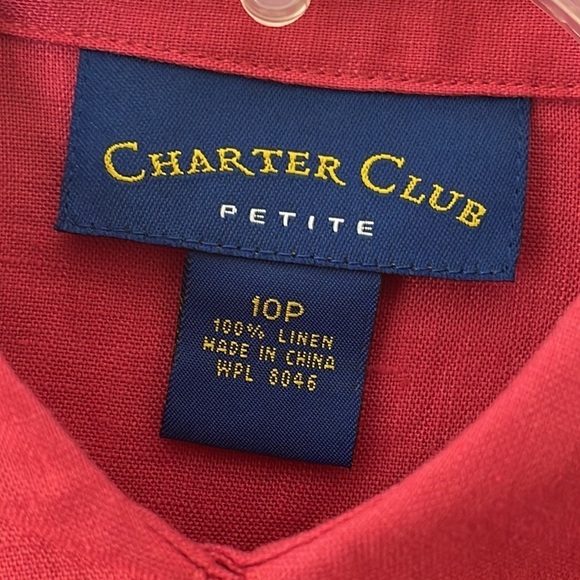 CHARTER CLUB
PETITE
10P
100% LINEN
MADE IN CHINA
WPL 8046